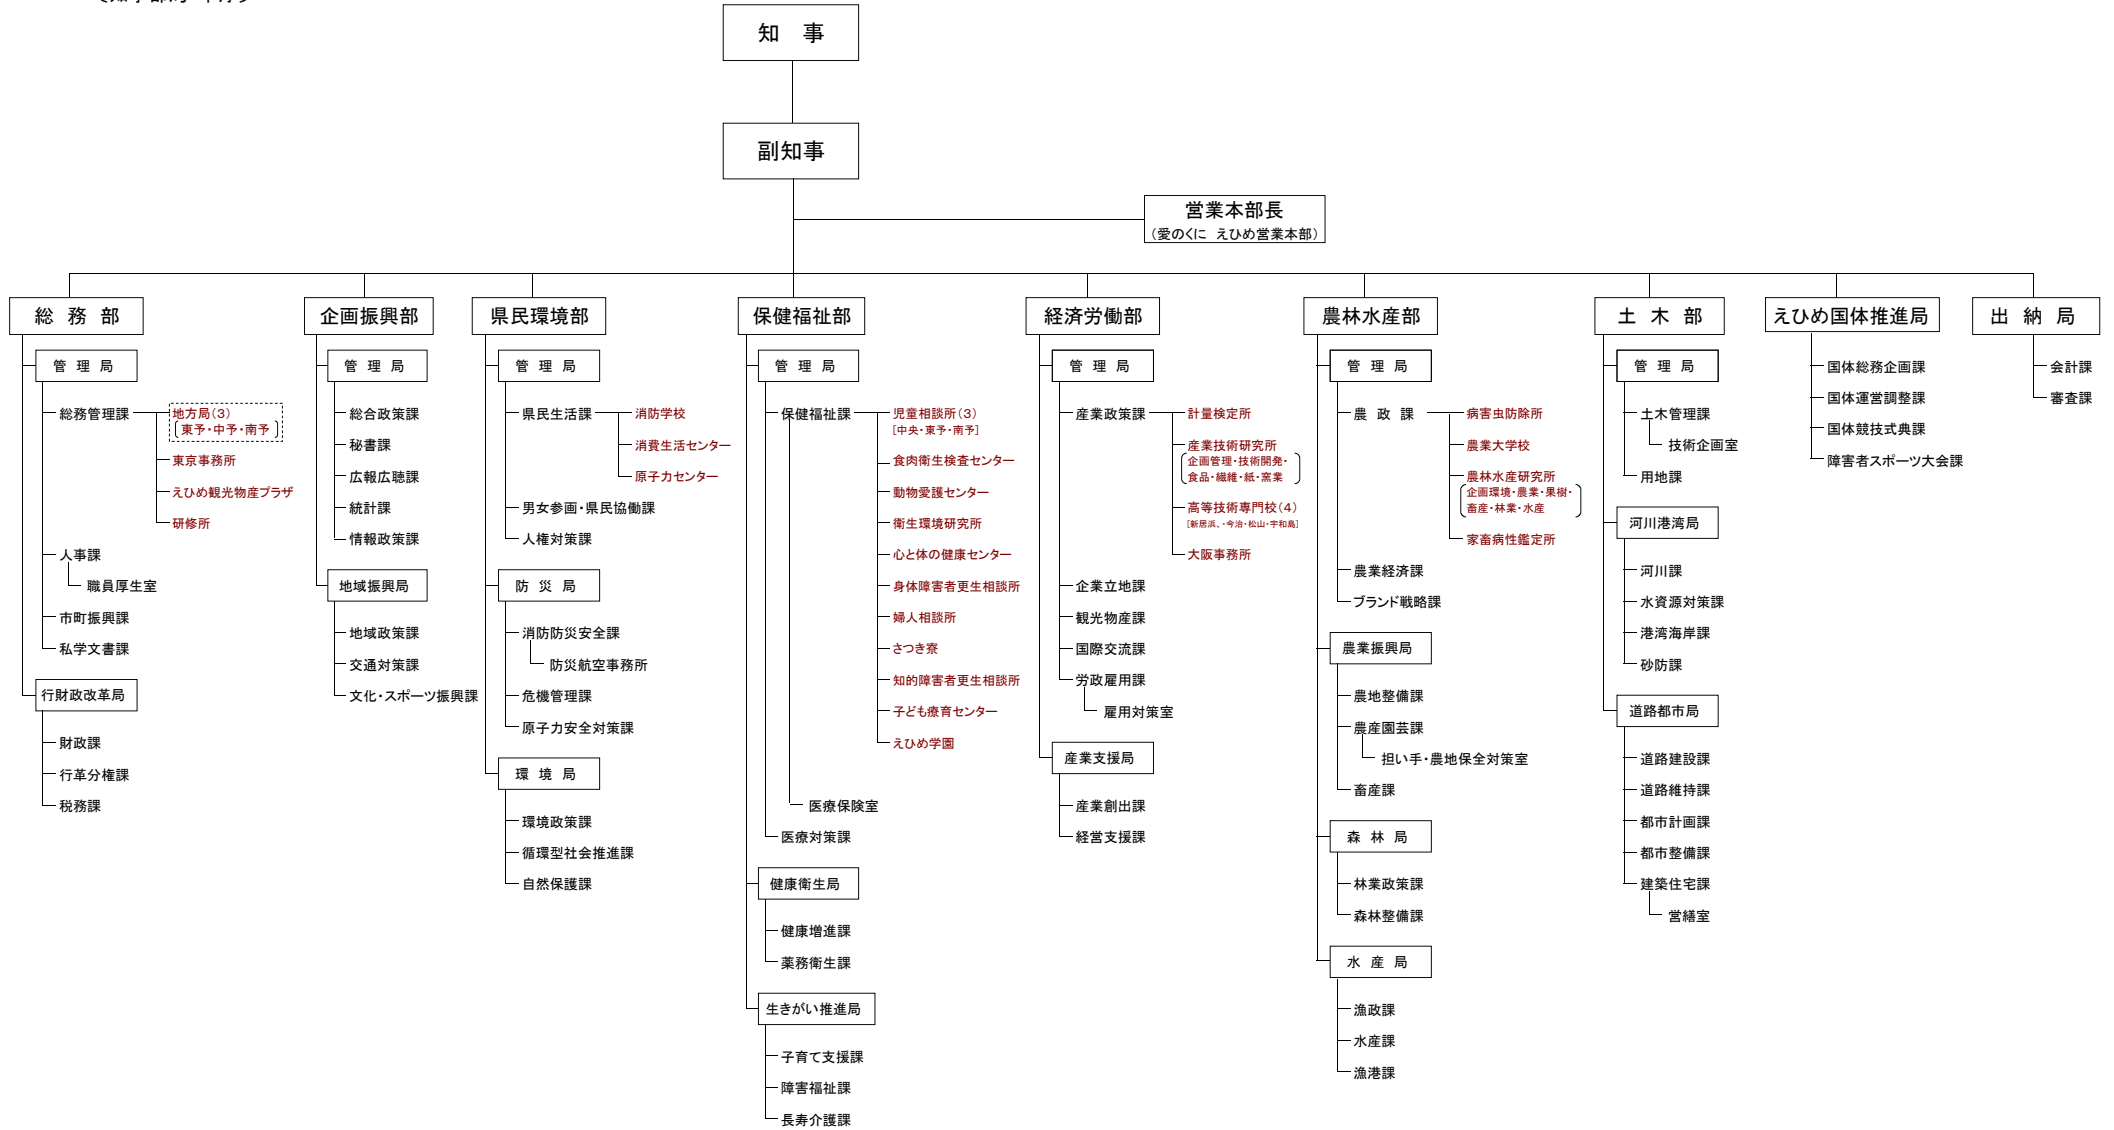 知　事
副知事
営業本部長
(愛のくに　えひめ営業本部)
総　務　部
管 理 局
総務管理課
地方局(3)
[東予・中予・南予]
東京事務所
えひめ観光物産プラザ
研修所
人事課
職員厚生室
市町振興課
私学文書課
行財政改革局
財政課
行革分権課
税務課
企画振興部
管 理 局
総合政策課
秘書課
広報広聴課
統計課
情報政策課
地域振興局
地域政策課
交通対策課
文化・スポーツ振興課
県民環境部
管 理 局
県民生活課
消防学校
消費生活センター
原子力センター
男女参画・県民協働課
人権対策課
防 災 局
消防防災安全課
防災航空事務所
危機管理課
原子力安全対策課
環 境 局
環境政策課
循環型社会推進課
自然保護課
保健福祉部
管 理 局
保健福祉課
児童相談所(3)
[中央・東予・南予]
食肉衛生検査センター
動物愛護センター
衛生環境研究所
心と体の健康センター
身体障害者更生相談所
婦人相談所
さつき寮
知的障害者更生相談所
子ども療育センター
えひめ学園
医療保険室
医療対策課
健康衛生局
健康増進課
薬務衛生課
生きがい推進局
子育て支援課
障害福祉課
長寿介護課
経済労働部
管 理 局
産業政策課
計量検定所
産業技術研究所
企画管理・技術開発・
食品・繊維・紙・窯業
高等技術専門校(4)
[新居浜、・今治・松山・宇和島]
大阪事務所
企業立地課
観光物産課
国際交流課
労政雇用課
雇用対策室
産業支援局
産業創出課
経営支援課
農林水産部
管 理 局
農 政 課
病害虫防除所
農業大学校
農林水産研究所
企画環境・農業・果樹・
畜産・林業・水産
家畜病性鑑定所
農業経済課
ブランド戦略課
農業振興局
農地整備課
農産園芸課
担い手・農地保全対策室
畜産課
森 林 局
林業政策課
森林整備課
水 産 局
漁政課
水産課
漁港課
土　木　部
管 理 局
土木管理課
技術企画室
用地課
河川港湾局
河川課
水資源対策課
港湾海岸課
砂防課
道路都市局
道路建設課
道路維持課
都市計画課
都市整備課
建築住宅課
営繕室
えひめ国体推進局
国体総務企画課
国体運営調整課
国体競技式典課
障害者スポーツ大会課
出　納　局
会計課
審査課